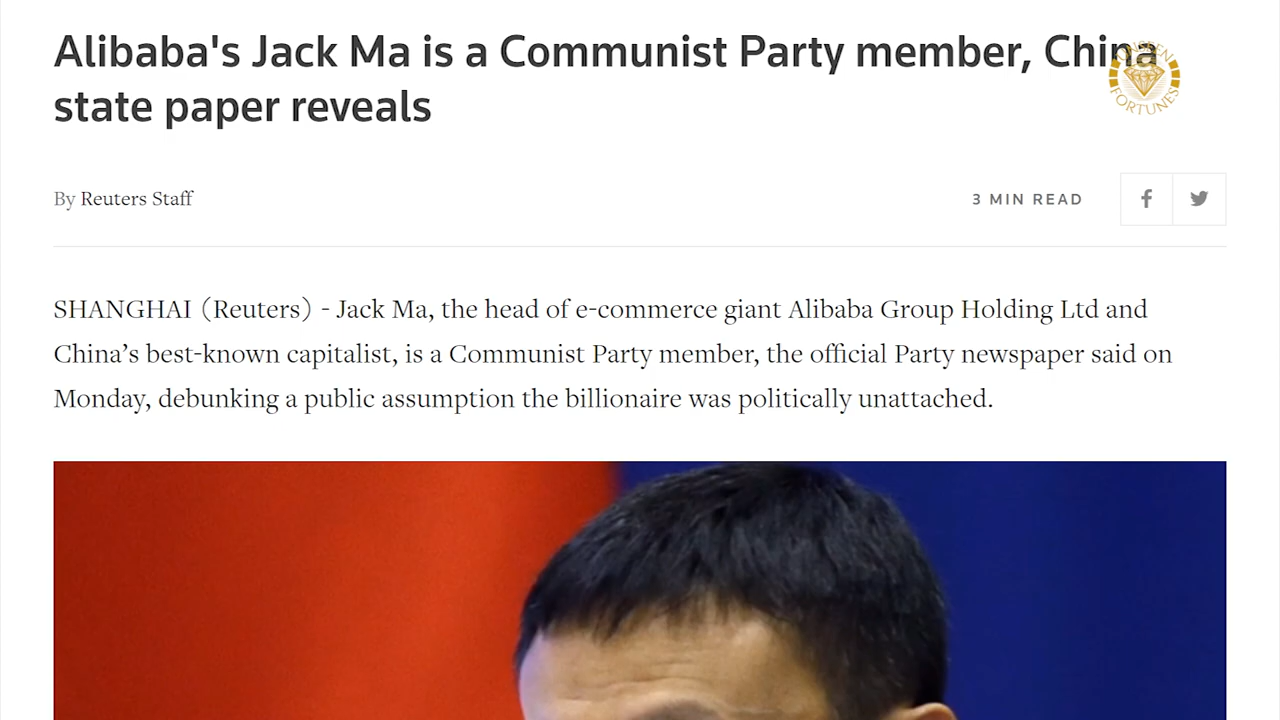 Alibaba's Jack Ma is a Communist Party member, China
state paper reveals
UNSEEN
FORTUNES
By Reuters Staff
3 MIN READ
SHANGHAI (Reuters) - Jack Ma, the head of e-commerce giant Alibaba Group Holding Ltd and
China’s best-known capitalist, is a Communist Party member, the official Party newspaper said on
Monday, debunking a public assumption the billionaire was politically unattached.